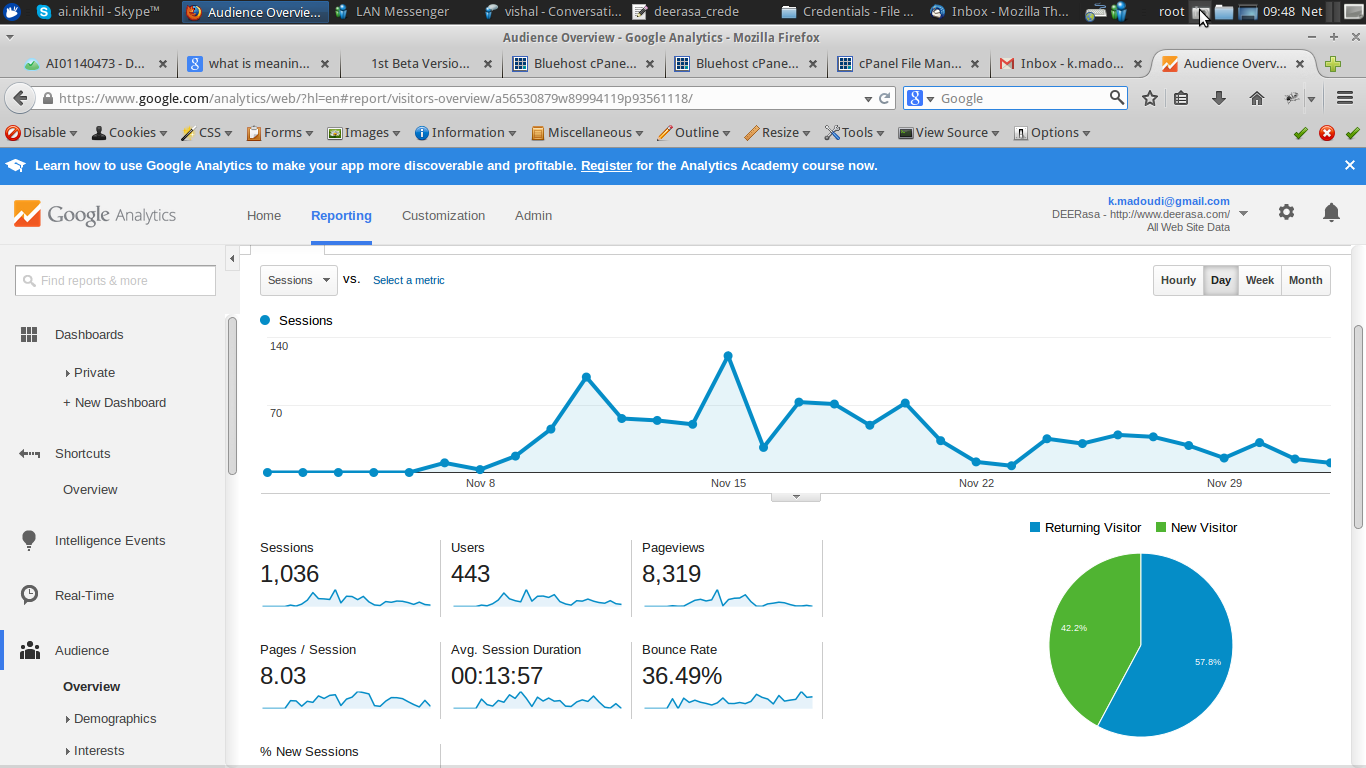 ai.nikhil - Skype™ Audience Overvie... LAN Messenger vishal - Conversati... deerasa_crede Credentials - File ... Inbox - Mozilla Th... root 09:48 Net
Audience Overview - Google Analytics - Mozilla Firefox
AI01140473 - D... what is meanin... 1st Beta Versio... Bluehost cPane... Bluehost cPane... cPanel File Man... Inbox - k.mado... Audience Overv...
https://www.google.com/analytics/web/?hl=en#report/visitors-overview/a56530879w89994119p93561118/ Google
Disable Cookies CSS Forms Images Information Miscellaneous Outline Resize Tools View Source Options
Learn how to use Google Analytics to make your app more discoverable and profitable. Register for the Analytics Academy course now.
Google Analytics Home Reporting Customization Admin
k.madoudi@gmail.com
DEERasa - http://www.deerasa.com/
All Web Site Data
Find reports & more
Dashboards
Private
+ New Dashboard
Shortcuts
Overview
Intelligence Events
Real-Time
Audience
Overview
Demographics
Interests
Sessions vs. Select a metric
Hourly Day Week Month
Sessions
140
70
Nov 8 Nov 15 Nov 22 Nov 29
Sessions
1,036
Users
443
Pageviews
8,319
Pages / Session
8.03
Avg. Session Duration
00:13:57
Bounce Rate
36.49%
% New Sessions
Returning Visitor New Visitor
42.2%
57.8%